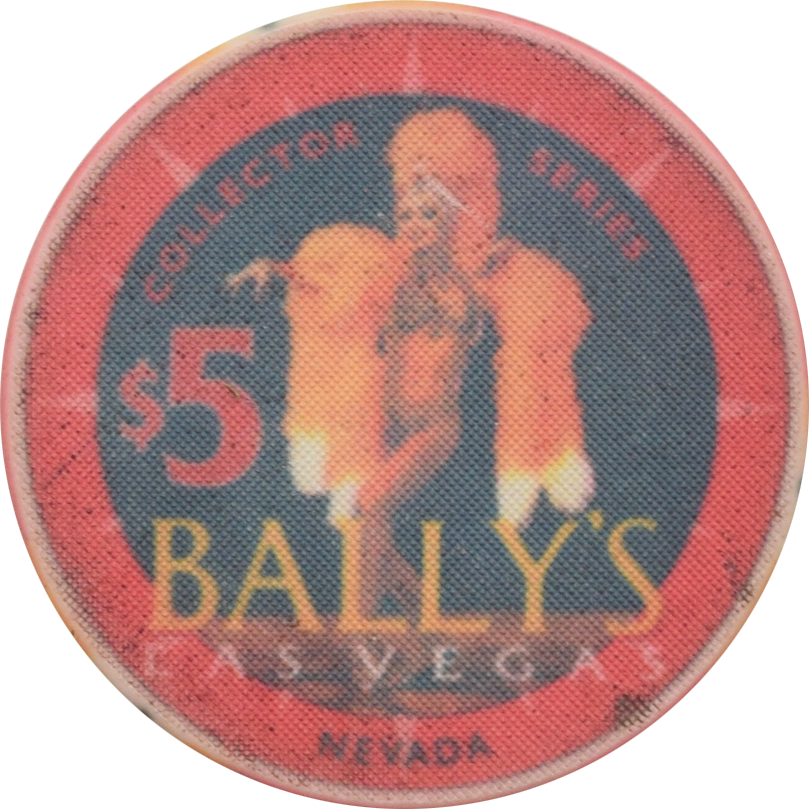 COLLECTOR SERIES
$5
BALLY'S
LAS VEGAS
NEVADA